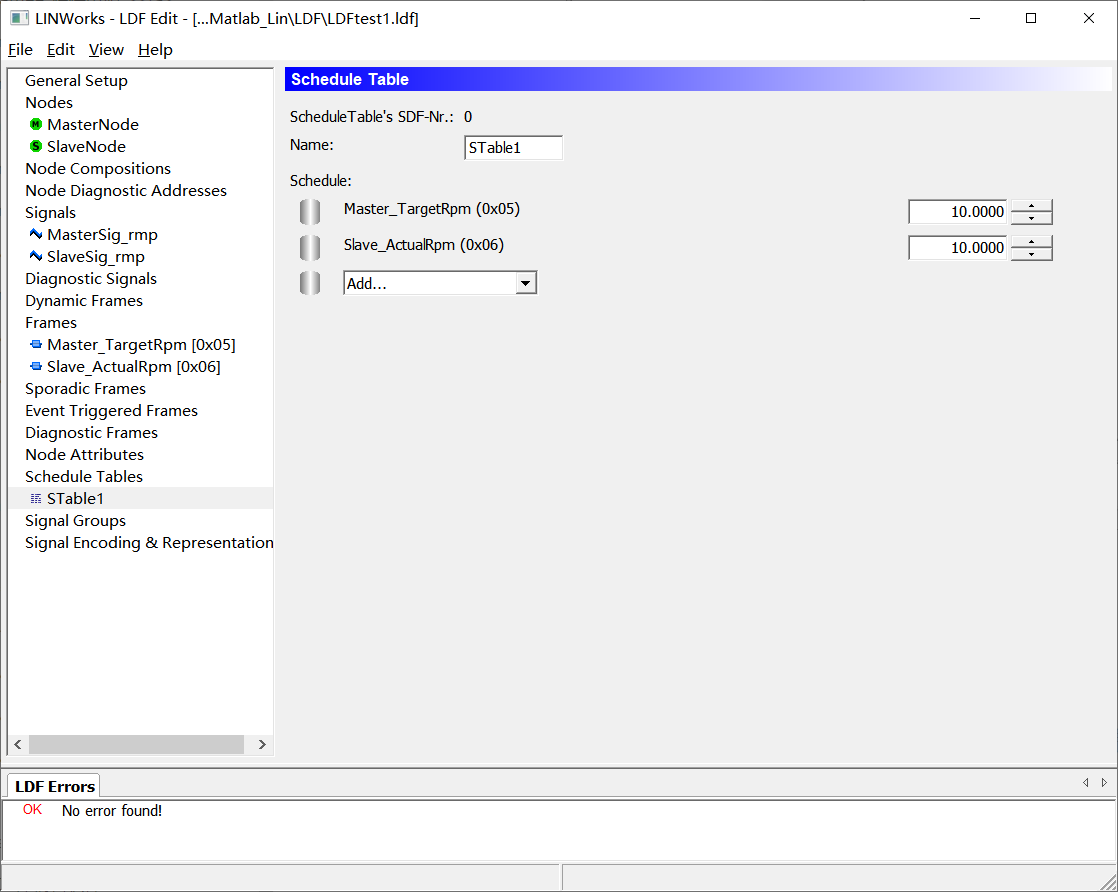 LINWorks - LDF Edit - [...Matlab_Lin\LDF\LDFtest1.ldf]
File Edit View Help
General Setup
Nodes
M MasterNode
S SlaveNode
Node Compositions
Node Diagnostic Addresses
Signals
MasterSig_rmp
SlaveSig_rmp
Diagnostic Signals
Dynamic Frames
Frames
Master_TargetRpm [0x05]
Slave_ActualRpm [0x06]
Sporadic Frames
Event Triggered Frames
Diagnostic Frames
Node Attributes
Schedule Tables
STable1
Signal Groups
Signal Encoding & Representation
Schedule Table
ScheduleTable's SDF-Nr.: 0
Name: STable1
Schedule:
Master_TargetRpm (0x05) 10.0000
Slave_ActualRpm (0x06) 10.0000
Add...
LDF Errors
OK No error found!